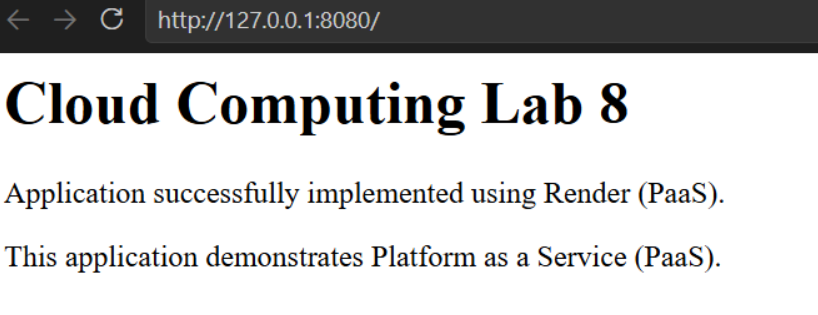 http://127.0.0.1:8080/
Cloud Computing Lab 8
Application successfully implemented using Render (PaaS).
This application demonstrates Platform as a Service (PaaS).